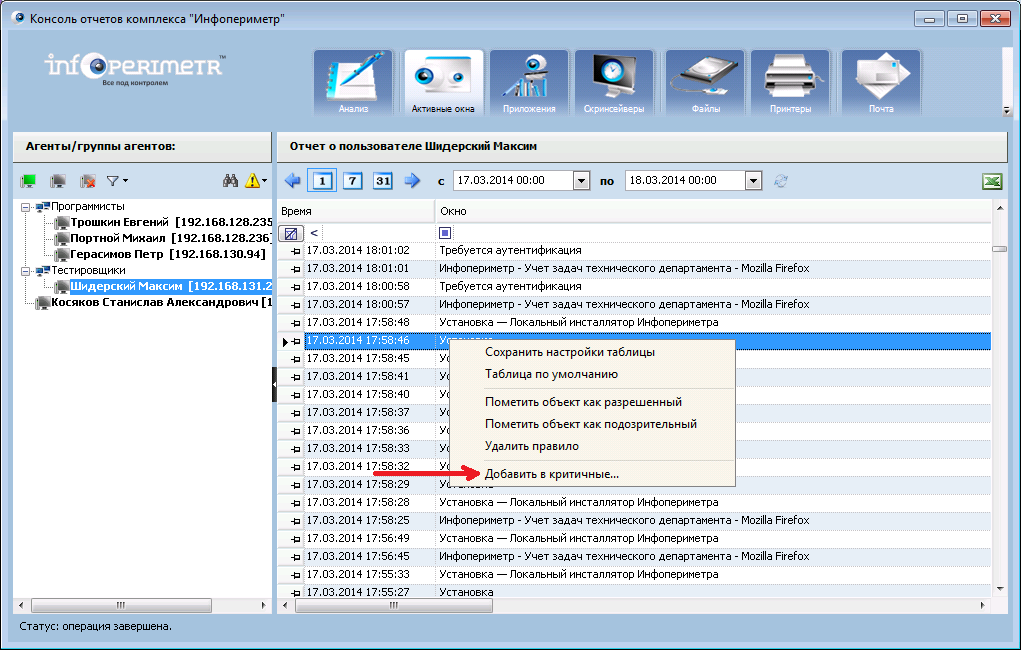 Консоль отчетов комплекса "Инфопериметр"
infoPERIMETR™
Все под контролем
Анализ
Активные окна
Приложения
Скринсейверы
Файлы
Принтеры
Почта
Агенты/группы агентов:
Отчет о пользователе Шидерский Максим
1 7 31 с 17.03.2014 00:00 по 18.03.2014 00:00
Программисты
Трошкин Евгений [192.168.128.235
Портной Михаил [192.168.128.236]
Герасимов Петр [192.168.130.94]
Тестировщики
Шидерский Максим [192.168.131.2
Косяков Станислав Александрович [1
Время Окно
<
17.03.2014 18:01:02 Требуется аутентификация
17.03.2014 18:01:01 Инфопериметр - Учет задач технического департамента - Mozilla Firefox
17.03.2014 18:00:58 Требуется аутентификация
17.03.2014 18:00:57 Инфопериметр - Учет задач технического департамента - Mozilla Firefox
17.03.2014 17:58:48 Установка — Локальный инсталлятор Инфопериметра
17.03.2014 17:58:46 Установка
17.03.2014 17:58:45 Ус
17.03.2014 17:58:41 Ус
17.03.2014 17:58:40 Ус
17.03.2014 17:58:37 Ус
17.03.2014 17:58:36 Ус
17.03.2014 17:58:33 Ус
17.03.2014 17:58:32 Ус
17.03.2014 17:58:29 Установка
17.03.2014 17:58:28 Установка — Локальный инсталлятор Инфопериметра
17.03.2014 17:58:25 Инфопериметр - Учет задач технического департамента - Mozilla Firefox
17.03.2014 17:56:49 Установка — Локальный инсталлятор Инфопериметра
17.03.2014 17:56:45 Инфопериметр - Учет задач технического департамента - Mozilla Firefox
17.03.2014 17:55:33 Установка — Локальный инсталлятор Инфопериметра
17.03.2014 17:55:27 Установка
Сохранить настройки таблицы
Таблица по умолчанию
Пометить объект как разрешенный
Пометить объект как подозрительный
Удалить правило
Добавить в критичные...
Статус: операция завершена.